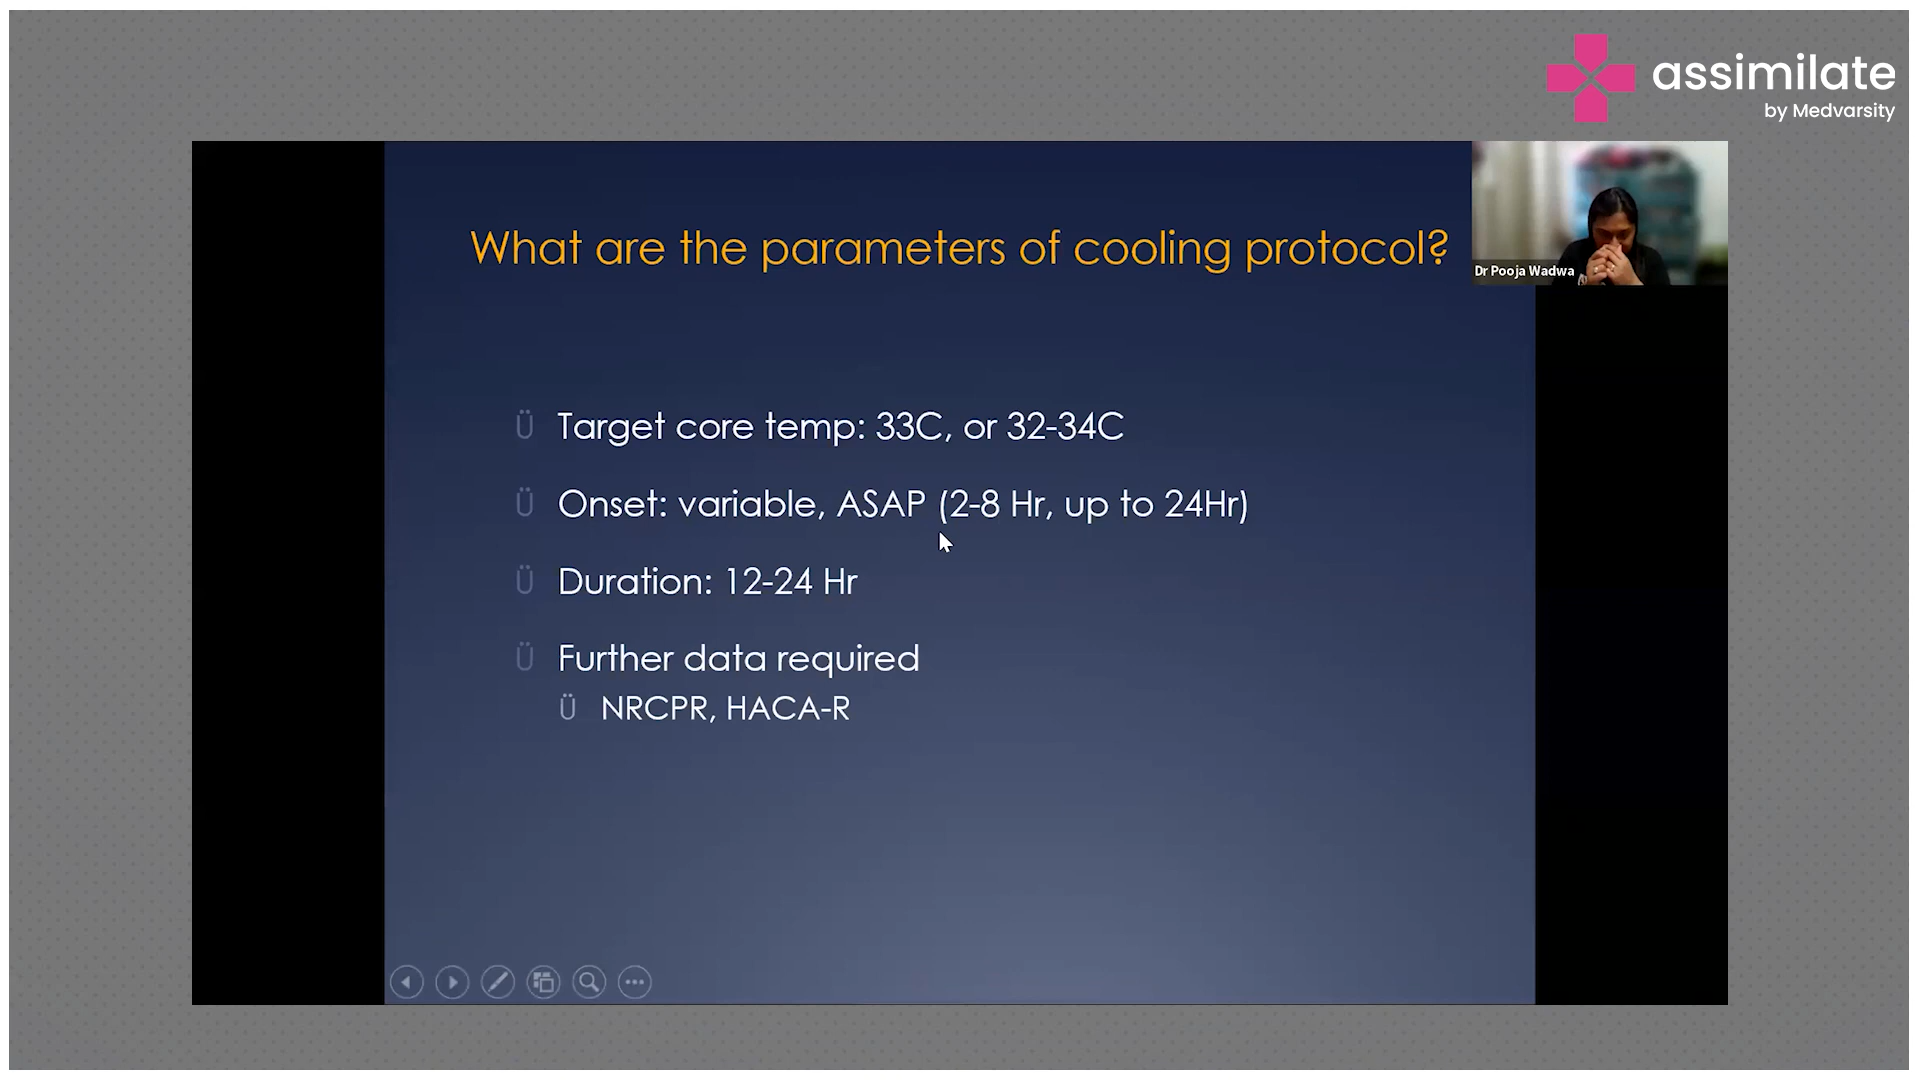 assimilate
by Medvarsity
What are the parameters of cooling protocol?
Dr Pooja Wadwa
Ü Target core temp: 33C, or 32-34C
Ü Onset: variable, ASAP (2-8 Hr, up to 24Hr)
Ü Duration: 12-24 Hr
Ü Further data required
Ü NRCPR, HACA-R